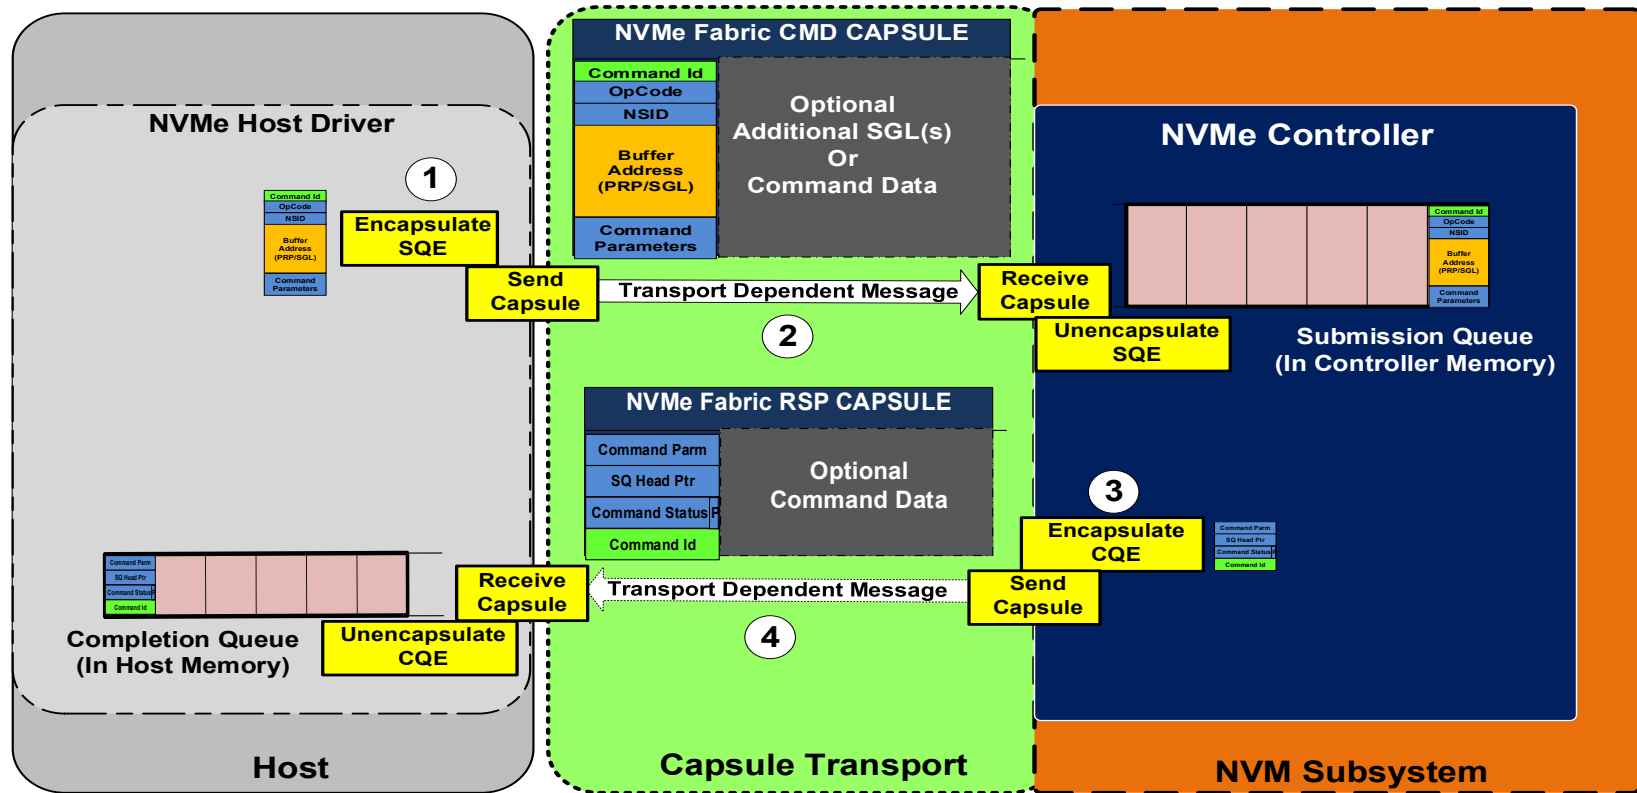 NVMe Fabric CMD CAPSULE
Command Id
OpCode
NSID
Buffer
Address
(PRP/SGL)
Command
Parameters
Optional
Additional SGL(s)
Or
Command Data
NVMe Host Driver
1
Command Id
OpCode
NSID
Buffer
Address
(PRP/SGL)
Command
Parameters
Encapsulate
SQE
Send
Capsule
Transport Dependent Message
2
Receive
Capsule
Unencapsulate
SQE
NVMe Controller
Command Id
OpCode
NSID
Buffer
Address
(PRP/SGL)
Command
Parameters
Submission Queue
(In Controller Memory)
NVMe Fabric RSP CAPSULE
Command Parm
SQ Head Ptr
Command Status P
Command Id
Optional
Command Data
3
Encapsulate
CQE
Command Parm
SQ Head Ptr
Command Status P
Command Id
Send
Capsule
Transport Dependent Message
4
Receive
Capsule
Unencapsulate
CQE
Command Parm
SQ Head Ptr
Command Status P
Command Id
Completion Queue
(In Host Memory)
Host
Capsule Transport
NVM Subsystem